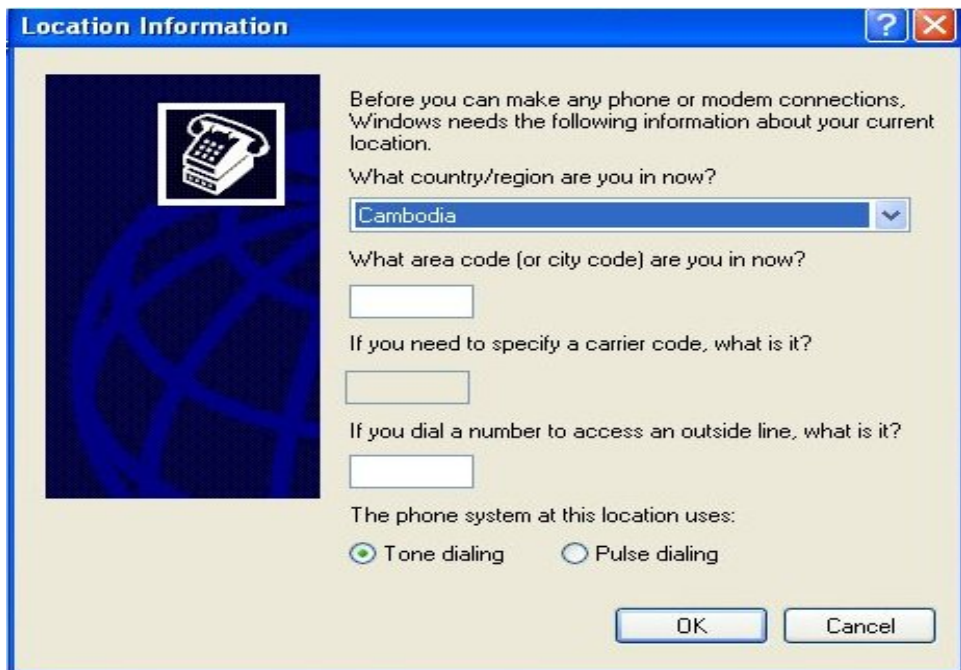 Location Information
Before you can make any phone or modem connections,
Windows needs the following information about your current
location.
What country/region are you in now?
Cambodia
What area code (or city code) are you in now?
If you need to specify a carrier code, what is it?
If you dial a number to access an outside line, what is it?
The phone system at this location uses:
Tone dialing Pulse dialing
OK Cancel